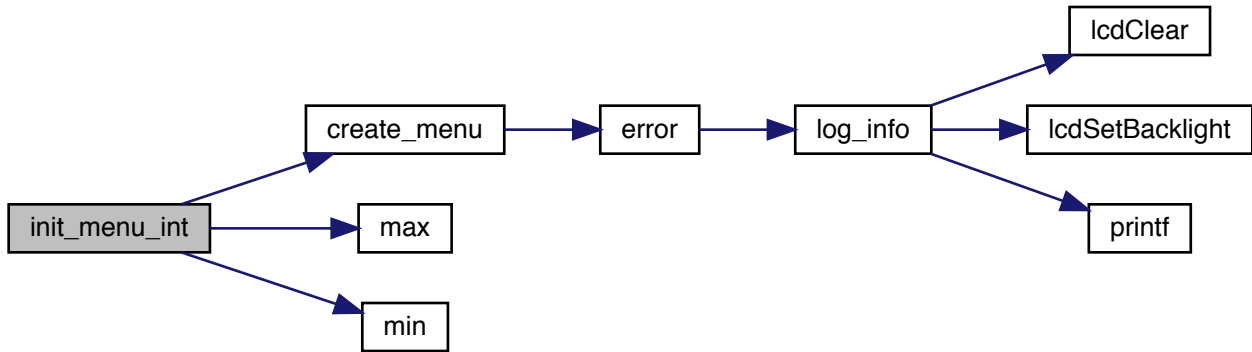 lcdClear
create_menu
error
log_info
lcdSetBacklight
init_menu_int
max
printf
min